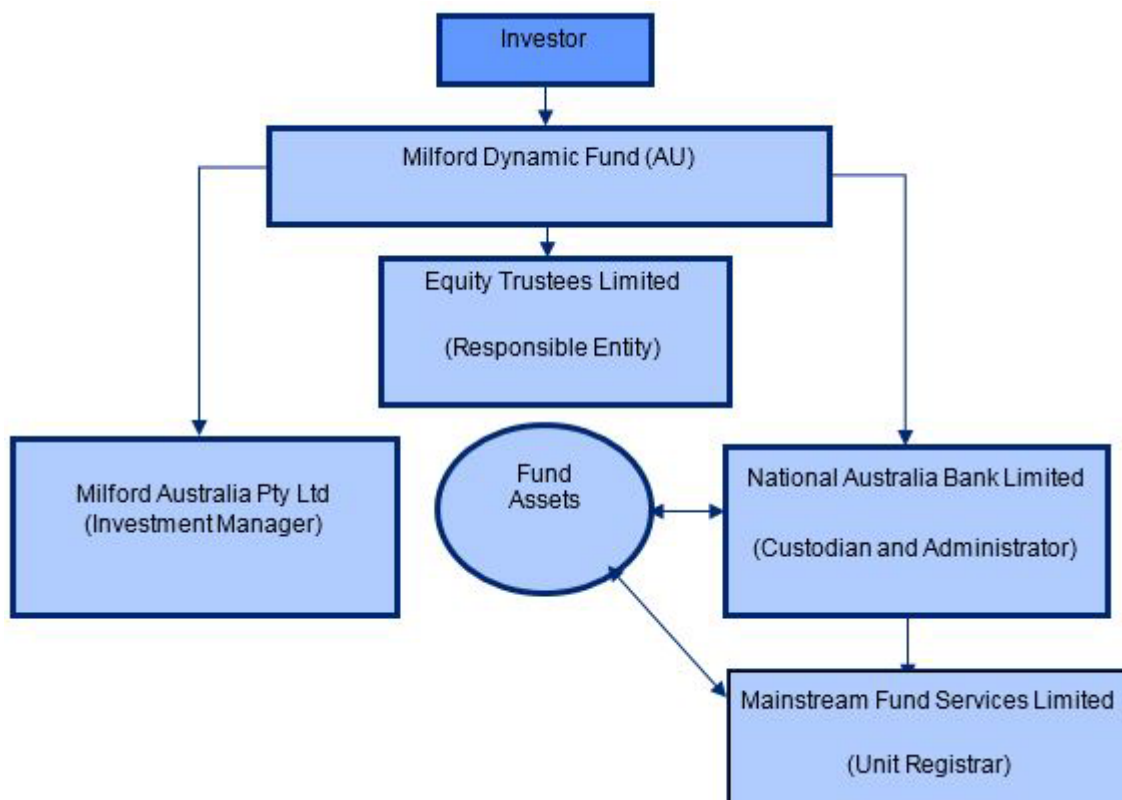 Investor
Milford Dynamic Fund (AU)
Equity Trustees Limited
(Responsible Entity)
Milford Australia Pty Ltd
(Investment Manager)
Fund
Assets
National Australia Bank Limited
(Custodian and Administrator)
Mainstream Fund Services Limited
(Unit Registrar)